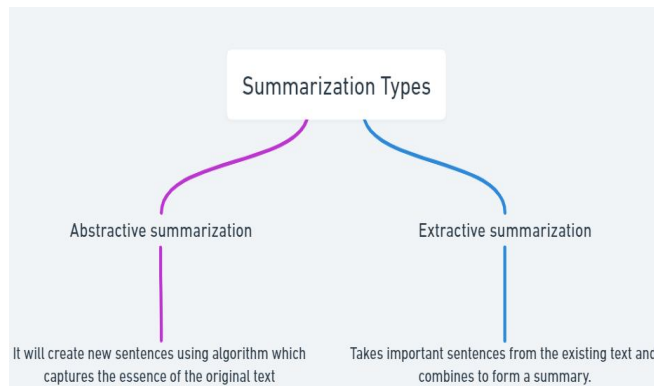 Summarization Types
Abstractive summarization
Extractive summarization
It will create new sentences using algorithm which
captures the essence of the original text
Takes important sentences from the existing text and
combines to form a summary.